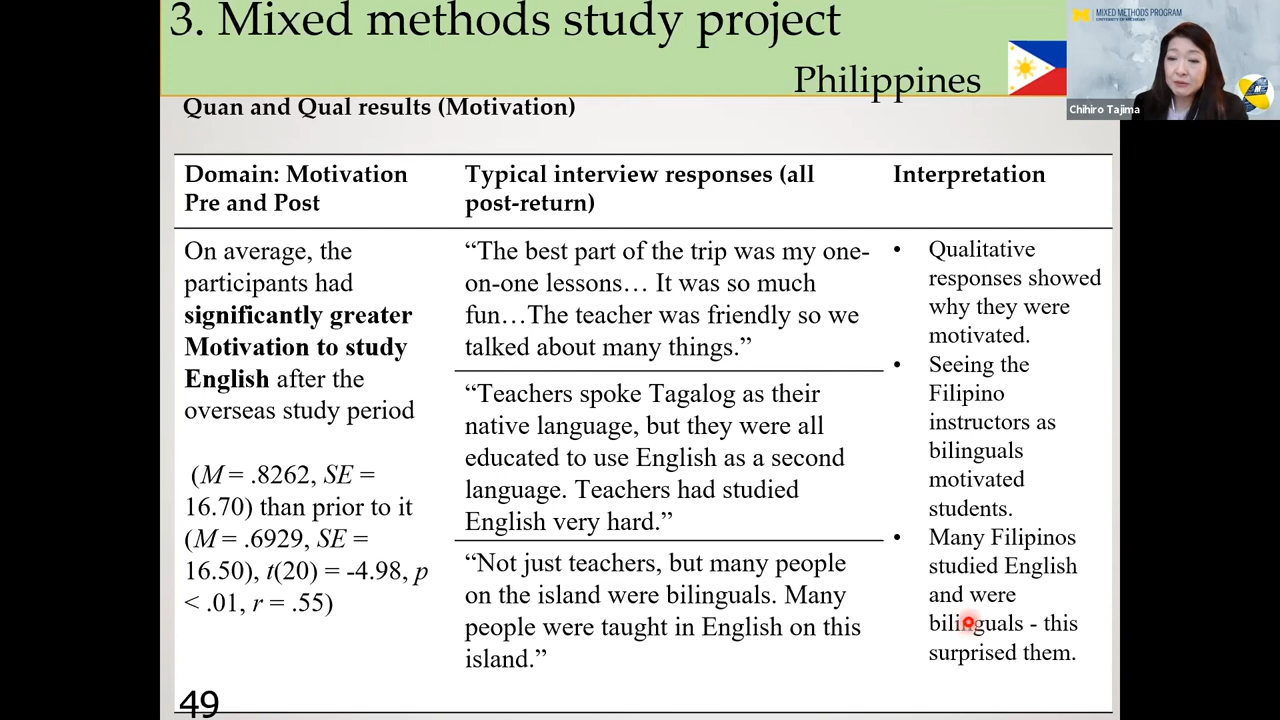 3. Mixed methods study project
Philippines
MIXED METHODS PROGRAM
UNIVERSITY OF MICHIGAN
Chihiro Tajima
Quan and Qual results (Motivation)
Domain: Motivation
Pre and Post
Typical interview responses (all
post-return)
Interpretation
On average, the
participants had
significantly greater
Motivation to study
English after the
overseas study period
(M = .8262, SE =
16.70) than prior to it
(M = .6929, SE =
16.50), t(20) = -4.98, p
< .01, r = .55)
“The best part of the trip was my one-
on-one lessons… It was so much
fun…The teacher was friendly so we
talked about many things.”
“Teachers spoke Tagalog as their
native language, but they were all
educated to use English as a second
language. Teachers had studied
English very hard.”
“Not just teachers, but many people
on the island were bilinguals. Many
people were taught in English on this
island.”
• Qualitative
responses showed
why they were
motivated.
• Seeing the
Filipino
instructors as
bilinguals
motivated
students.
• Many Filipinos
studied English
and were
bilinguals - this
surprised them.
49